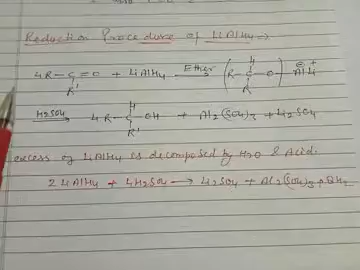 Reduction Procedure of LiAlH4 ⇒
H H
4R-C=O + LiAlH4 —Ether→ (R-C-O-) Al⊖ Li+
R' R'
H
H2SO4 → 4R-C-OH + Al2(SO4)3 + Li2SO4
R'
excess of LiAlH4 is decomposed by H2O & Acid.
2LiAlH4 + 4H2SO4 → Li2SO4 + Al2(SO4)3 + 8H2